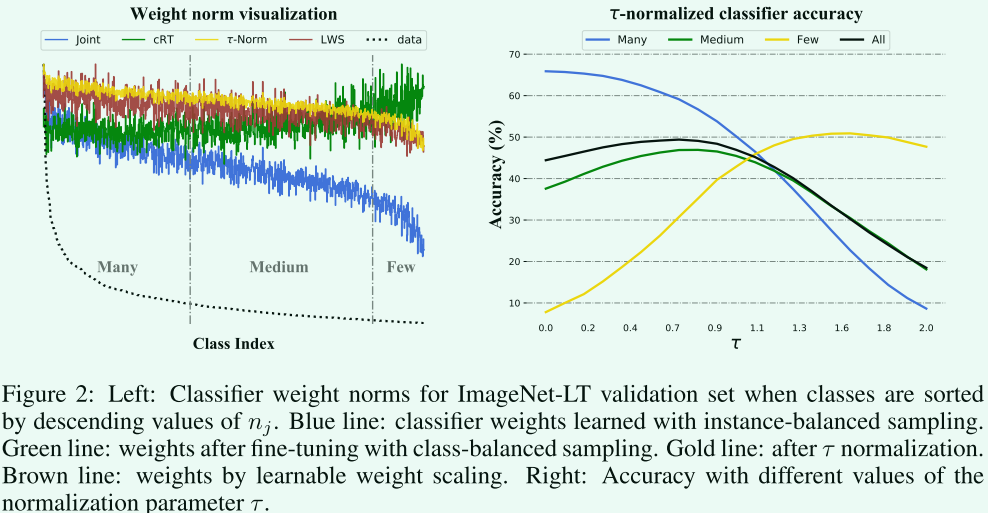 Weight norm visualization
Joint cRT τ-Norm LWS data
Many Medium Few
Class Index
τ-normalized classifier accuracy
Many Medium Few All
70
60
50
40
30
20
10
Accuracy (%)
0.0 0.2 0.4 0.7 0.9 1.1 1.3 1.6 1.8 2.0
τ
Figure 2: Left: Classifier weight norms for ImageNet-LT validation set when classes are sorted
by descending values of nj. Blue line: classifier weights learned with instance-balanced sampling.
Green line: weights after fine-tuning with class-balanced sampling. Gold line: after τ normalization.
Brown line: weights by learnable weight scaling. Right: Accuracy with different values of the
normalization parameter τ.